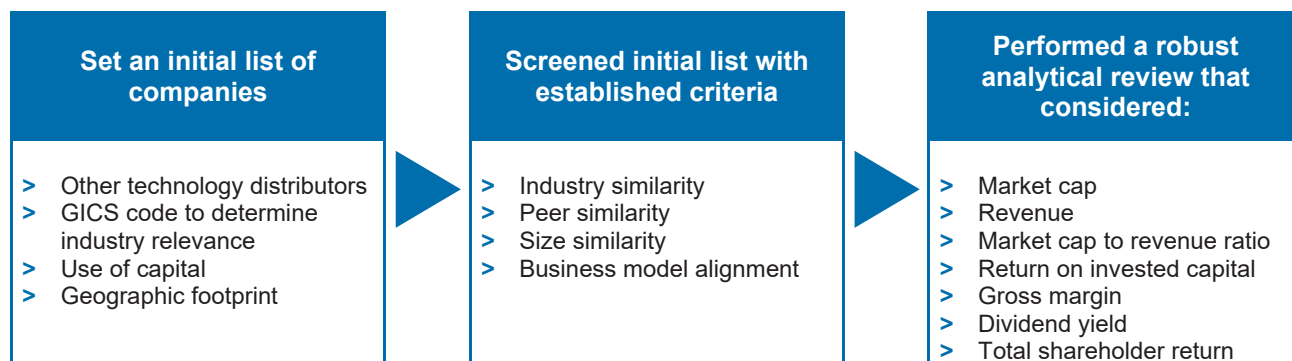 Set an initial list of
companies
> Other technology distributors
> GICS code to determine
industry relevance
> Use of capital
> Geographic footprint
Screened initial list with
established criteria
> Industry similarity
> Peer similarity
> Size similarity
> Business model alignment
Performed a robust
analytical review that
considered:
> Market cap
> Revenue
> Market cap to revenue ratio
> Return on invested capital
> Gross margin
> Dividend yield
> Total shareholder return